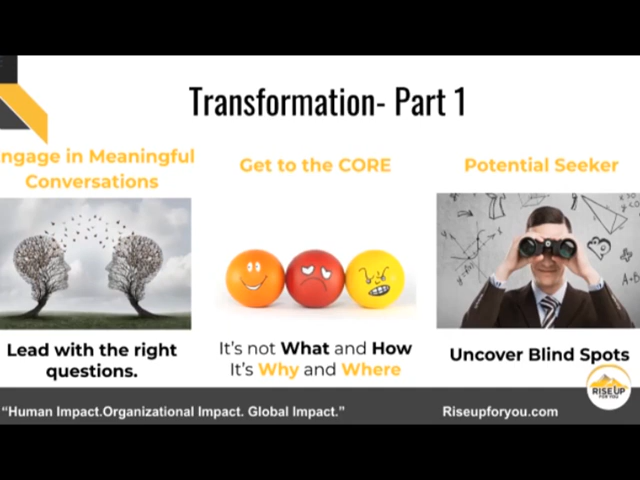 Transformation- Part 1
ngage in Meaningful
Conversations
Get to the CORE
Potential Seeker
Lead with the right
questions.
It's not What and How
It's Why and Where
Uncover Blind Spots
RISE UP
FOR YOU
“Human Impact.Organizational Impact. Global Impact.”
Riseupforyou.com